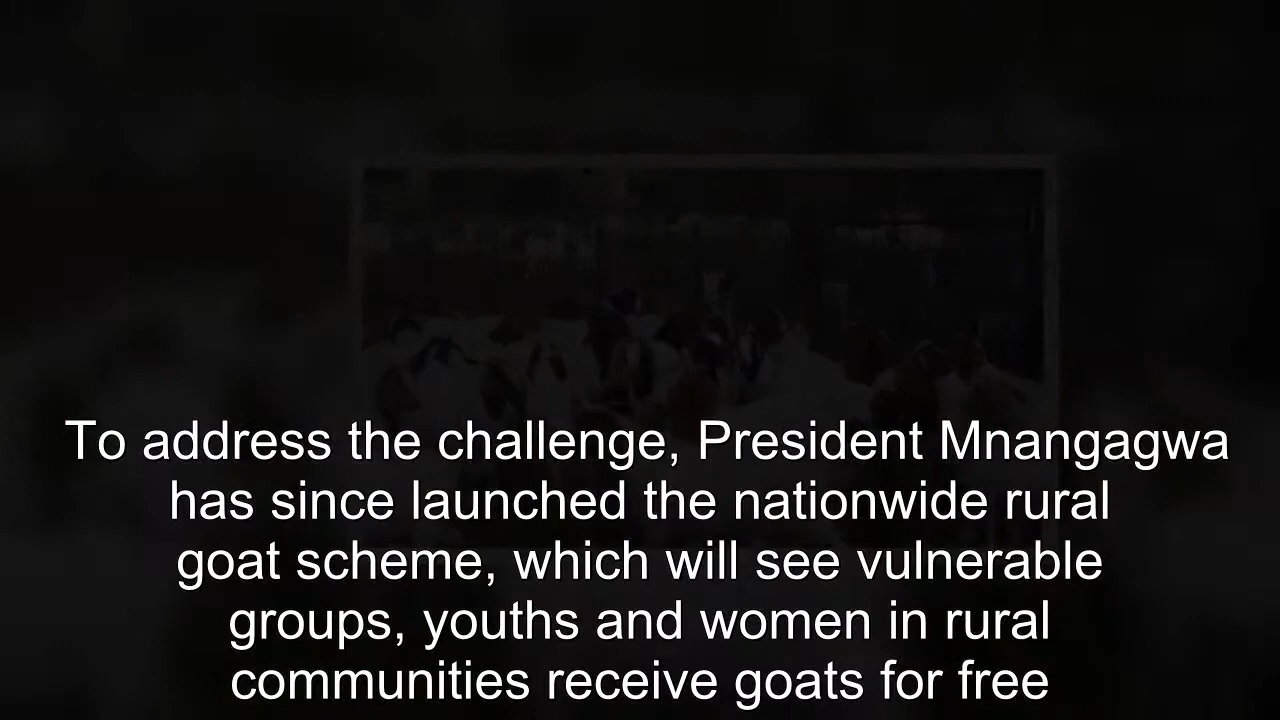 To address the challenge, President Mnangagwa
has since launched the nationwide rural
goat scheme, which will see vulnerable
groups, youths and women in rural
communities receive goats for free